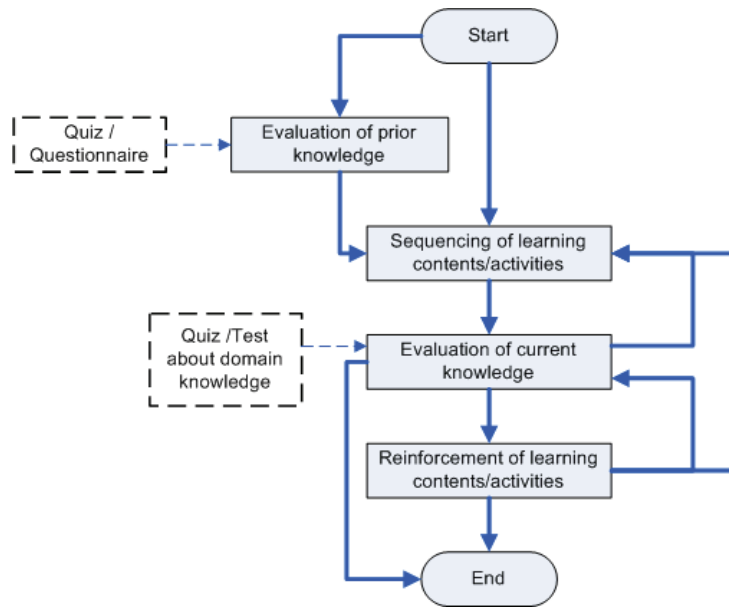 Start
Quiz /
Questionnaire
Evaluation of prior
knowledge
Sequencing of learning
contents/activities
Quiz /Test
about domain
knowledge
Evaluation of current
knowledge
Reinforcement of learning
contents/activities
End